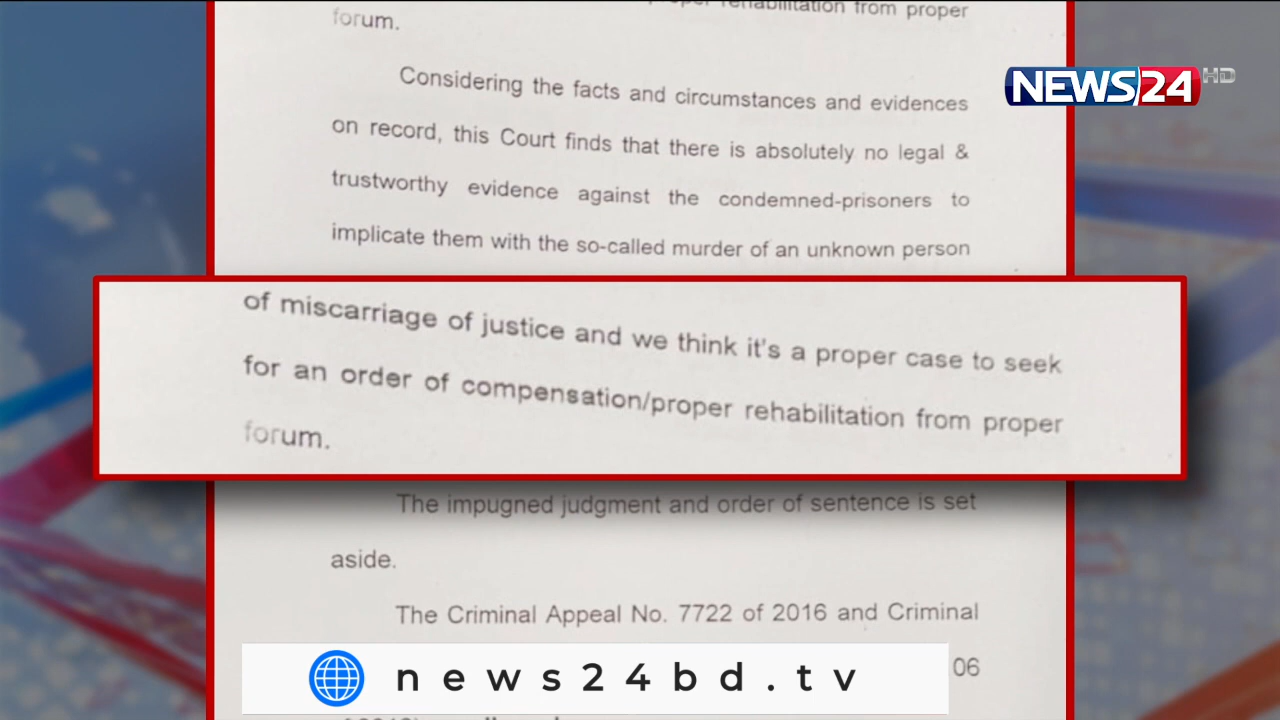 rehabilitation from proper
forum.
NEWS24 HD
Considering the facts and circumstances and evidences
on record, this Court finds that there is absolutely no legal &
trustworthy evidence against the condemned-prisoners to
implicate them with the so-called murder of an unknown person
of miscarriage of justice and we think it's a proper case to seek
for an order of compensation/proper rehabilitation from proper
forum.
The impugned judgment and order of sentence is set
aside.
The Criminal Appeal No. 7722 of 2016 and Criminal
06
news24bd.tv